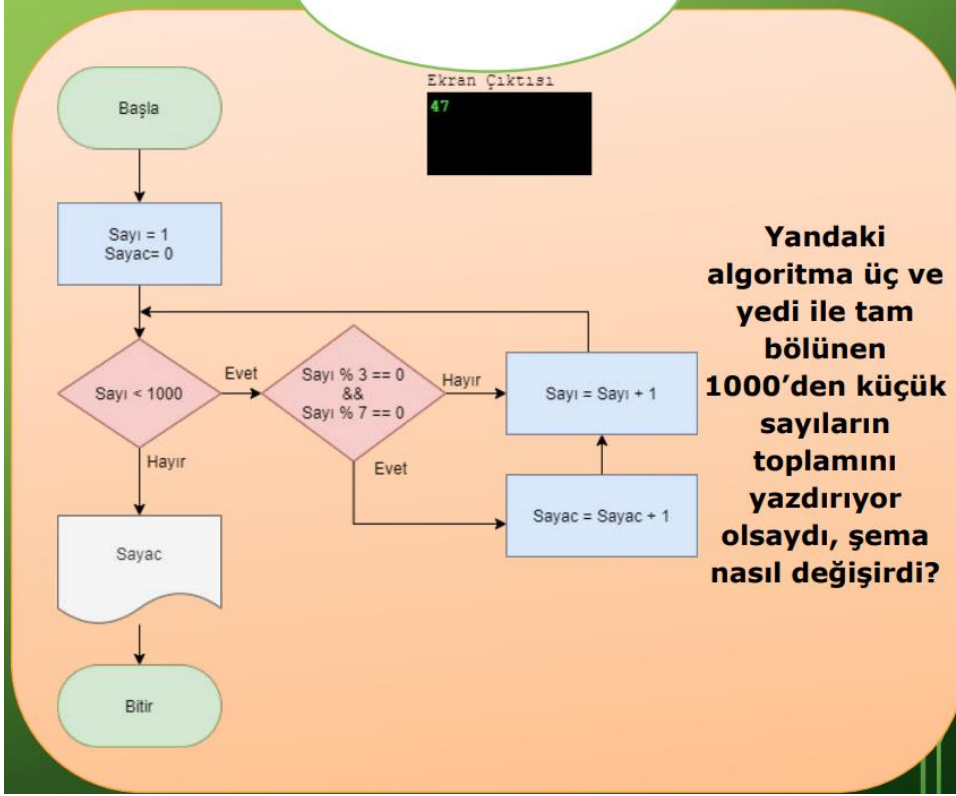 Ekran Çıktısı
47
Başla
Sayı = 1
Sayac= 0
Sayı < 1000
Evet
Sayı % 3 == 0
&&
Sayı % 7 == 0
Hayır
Sayı = Sayı + 1
Hayır
Evet
Sayac = Sayac + 1
Sayac
Bitir
Yandaki
algoritma üç ve
yedi ile tam
bölünen
1000’den küçük
sayıların
toplamını
yazdırıyor
olsaydı, şema
nasıl değişirdi?